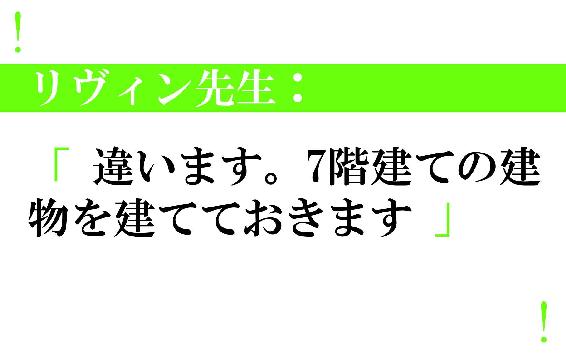 !
リヴィン先生：
「 違います。7階建ての建
物を建てておきます 」
!